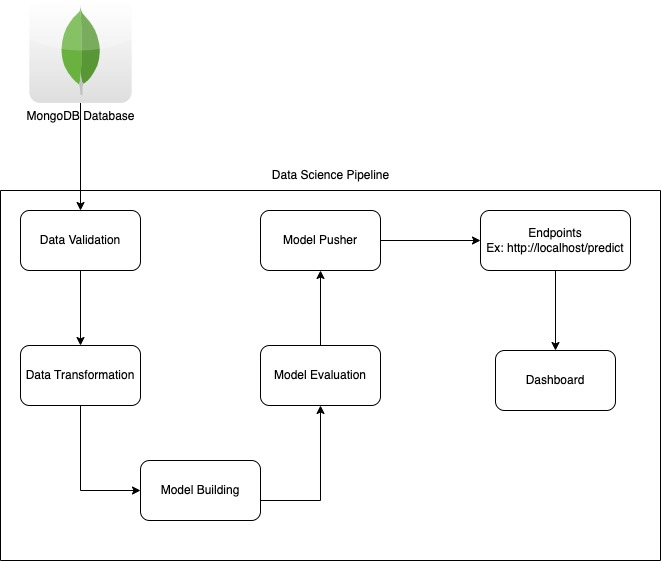 MongoDB Database
Data Science Pipeline
Data Validation
Model Pusher
Endpoints
Ex: http://localhost/predict
Data Transformation
Model Evaluation
Dashboard
Model Building